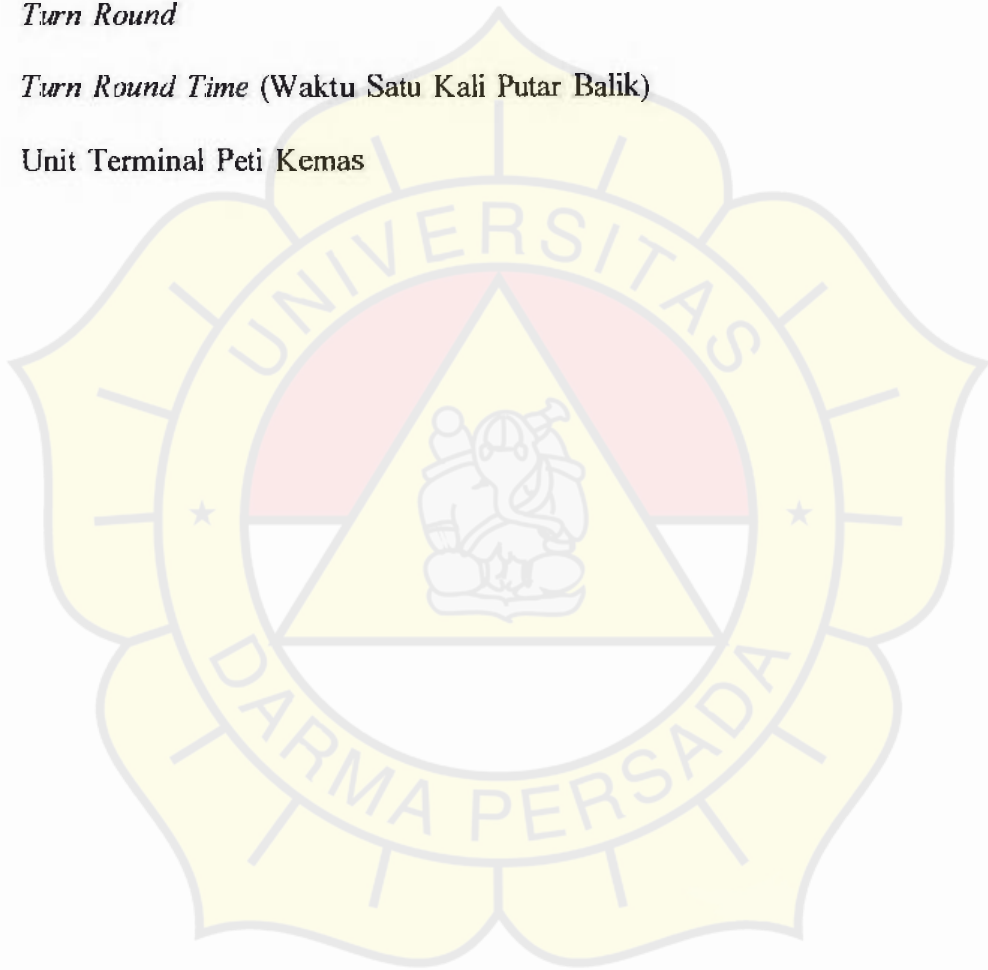 Turn Round
Turn Round Time (Waktu Satu Kali Putar Balik)
Unit Terminal Peti Kemas
UNIVERSITAS
DARMA PERSADA